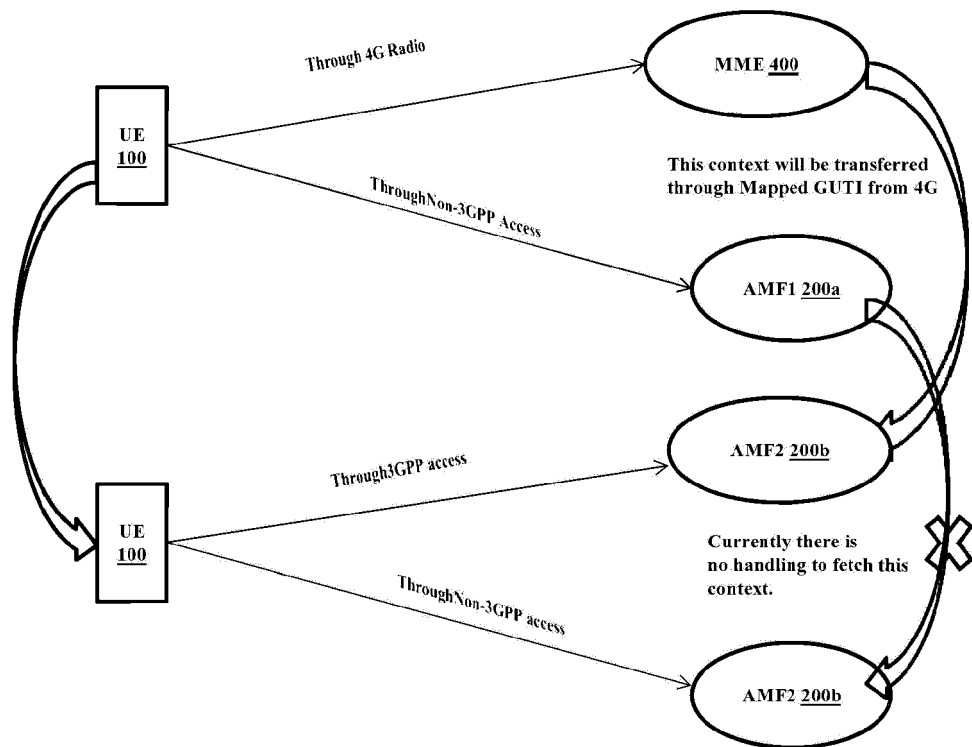 Through 4G Radio
MME 400
UE
100
This context will be transferred
through Mapped GUTI from 4G
ThroughNon-3GPP Access
AMF1 200a
AMF2 200b
Through3GPP access
UE
100
Currently there is
no handling to fetch this
context.
ThroughNon-3GPP access
AMF2 200b